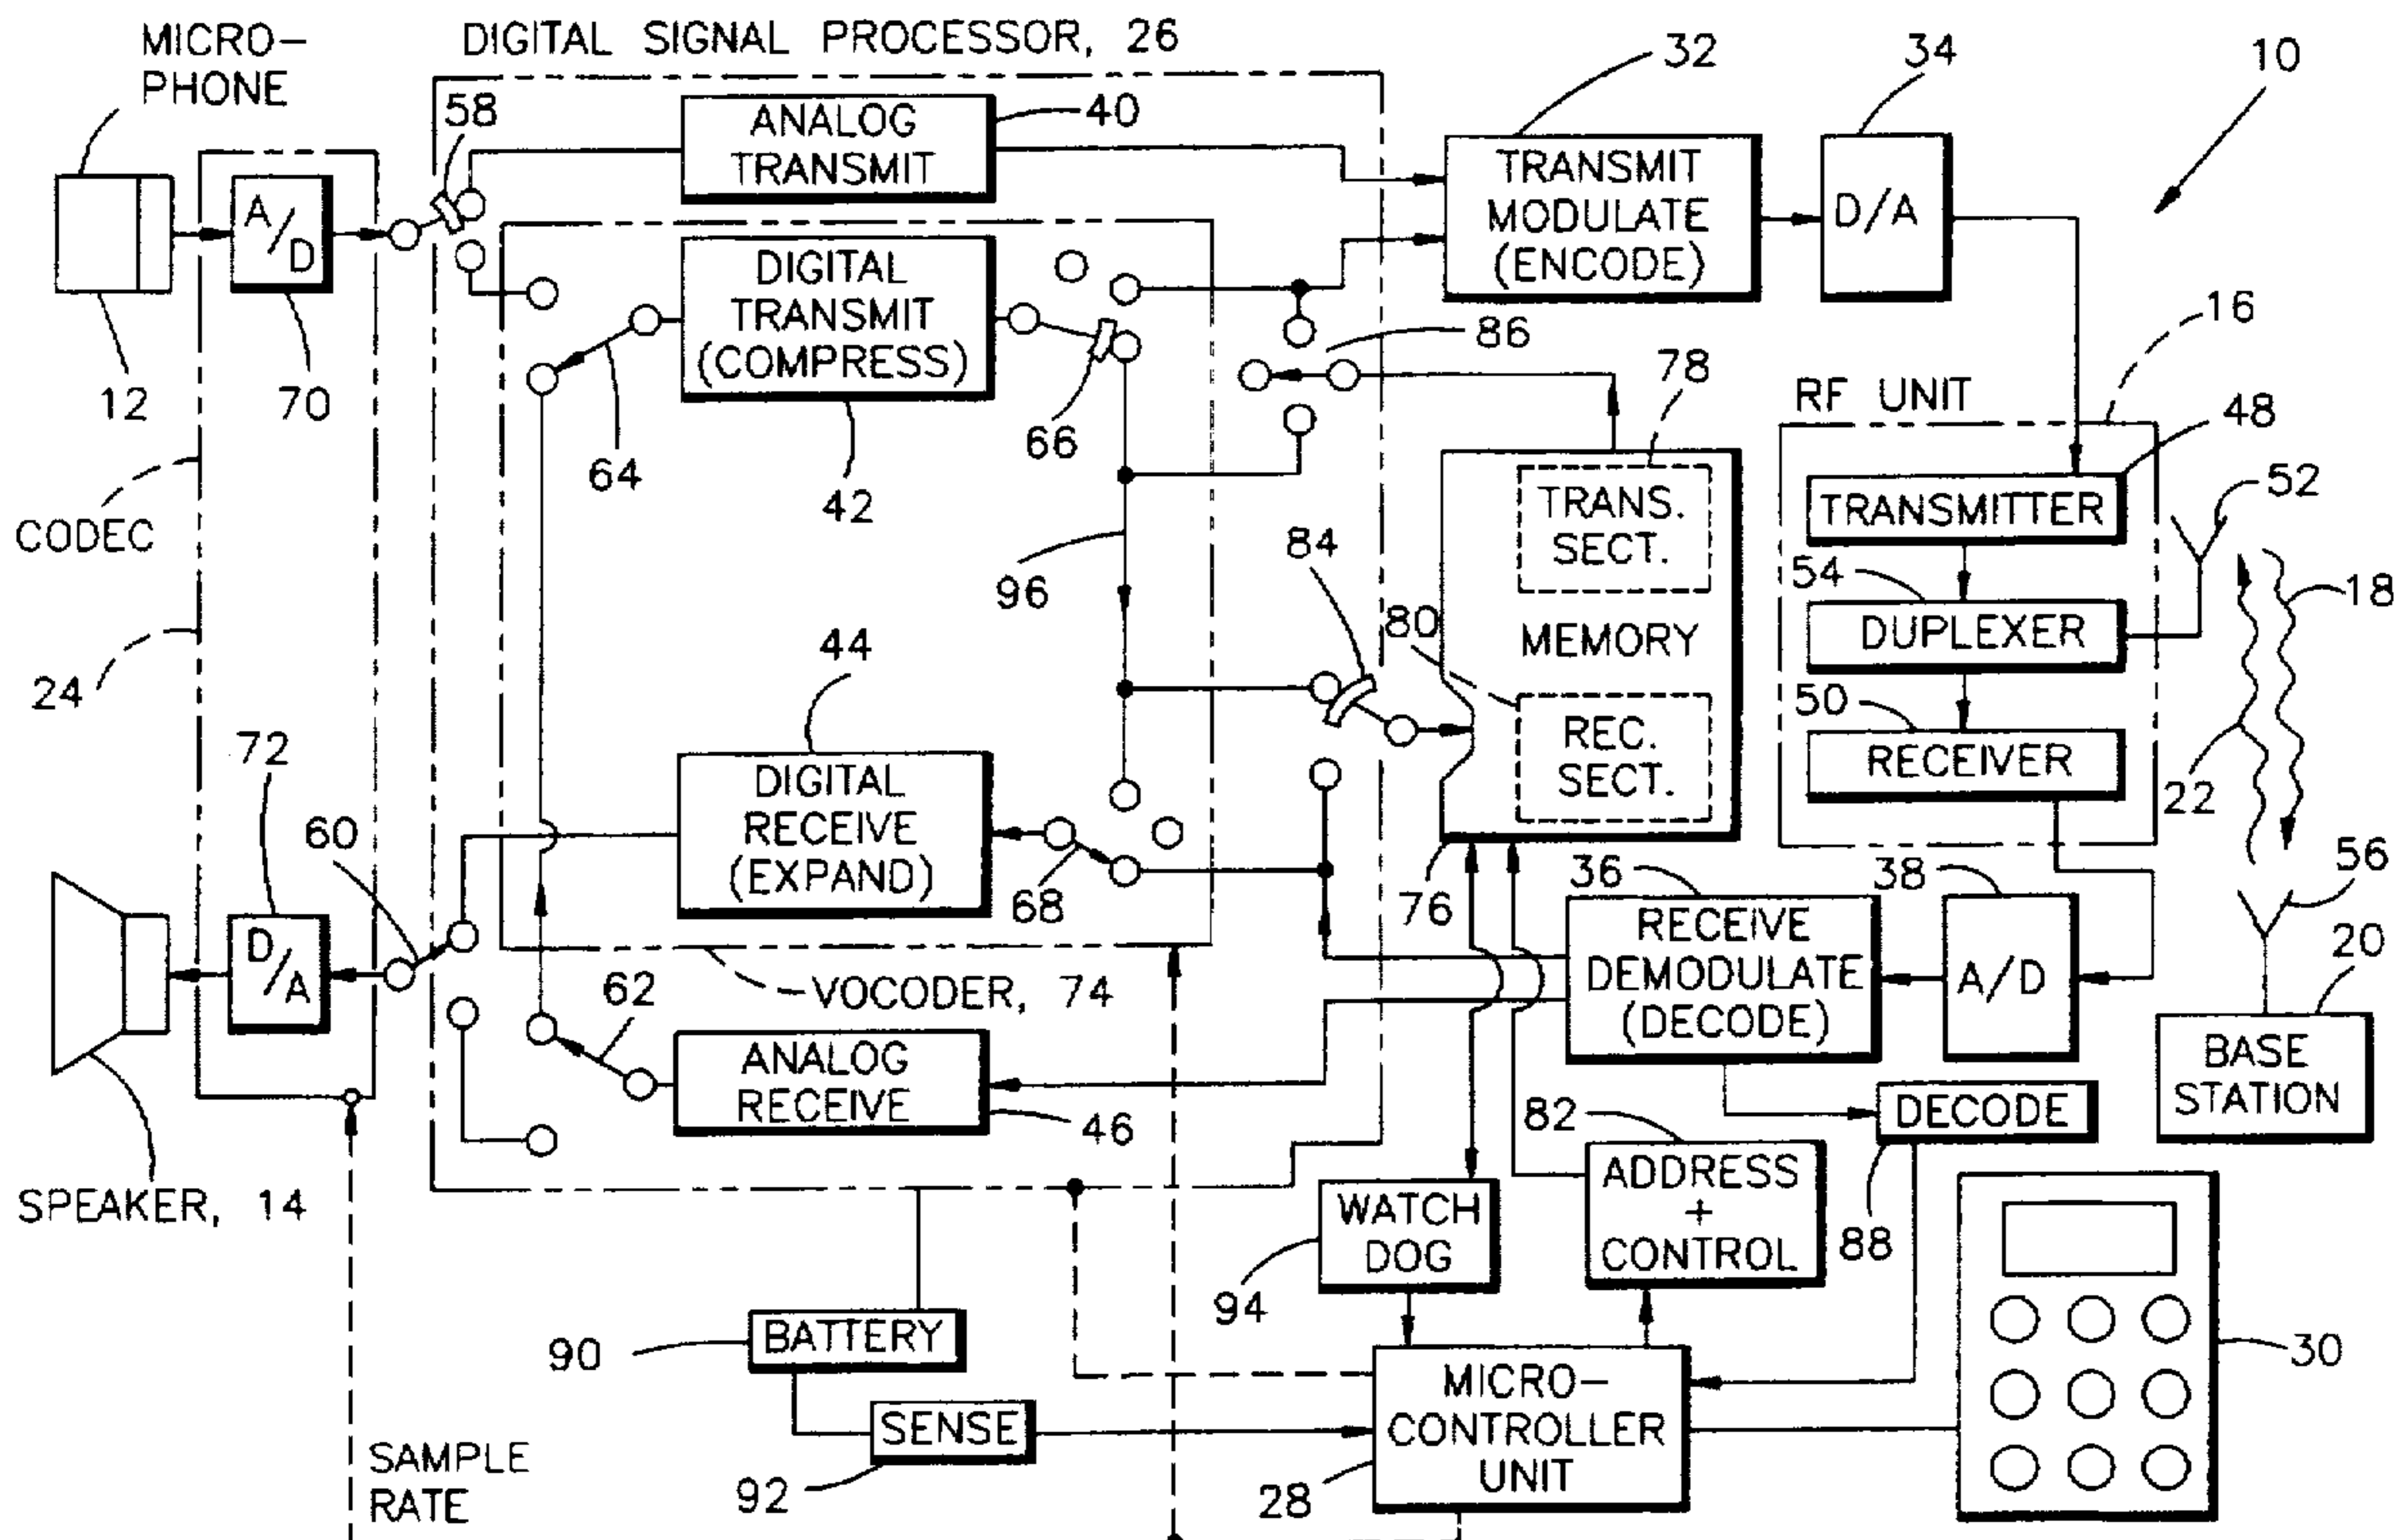 MICRO-
PHONE
DIGITAL SIGNAL PROCESSOR, 26
58
ANALOG
TRANSMIT
40
32
34
10
A/D
TRANSMIT
MODULATE
(ENCODE)
D/A
DIGITAL
TRANSMIT
(COMPRESS)
12
70
64
42
66
86
78
16
RF UNIT
48
CODEC
TRANS.
SECT.
TRANSMITTER
52
96
84
54
18
80
MEMORY
DUPLEXER
24
44
50
72
DIGITAL
RECEIVE
(EXPAND)
REC.
SECT.
RECEIVER
22
60
68
76
36
38
56
D/A
RECEIVE
DEMODULATE
(DECODE)
A/D
20
62
VOCODER, 74
BASE
STATION
ANALOG
RECEIVE
46
82
DECODE
SPEAKER, 14
WATCH
DOG
ADDRESS
+
CONTROL
88
94
90
BATTERY
MICRO-
CONTROLLER
UNIT
30
SENSE
SAMPLE
RATE
92
28